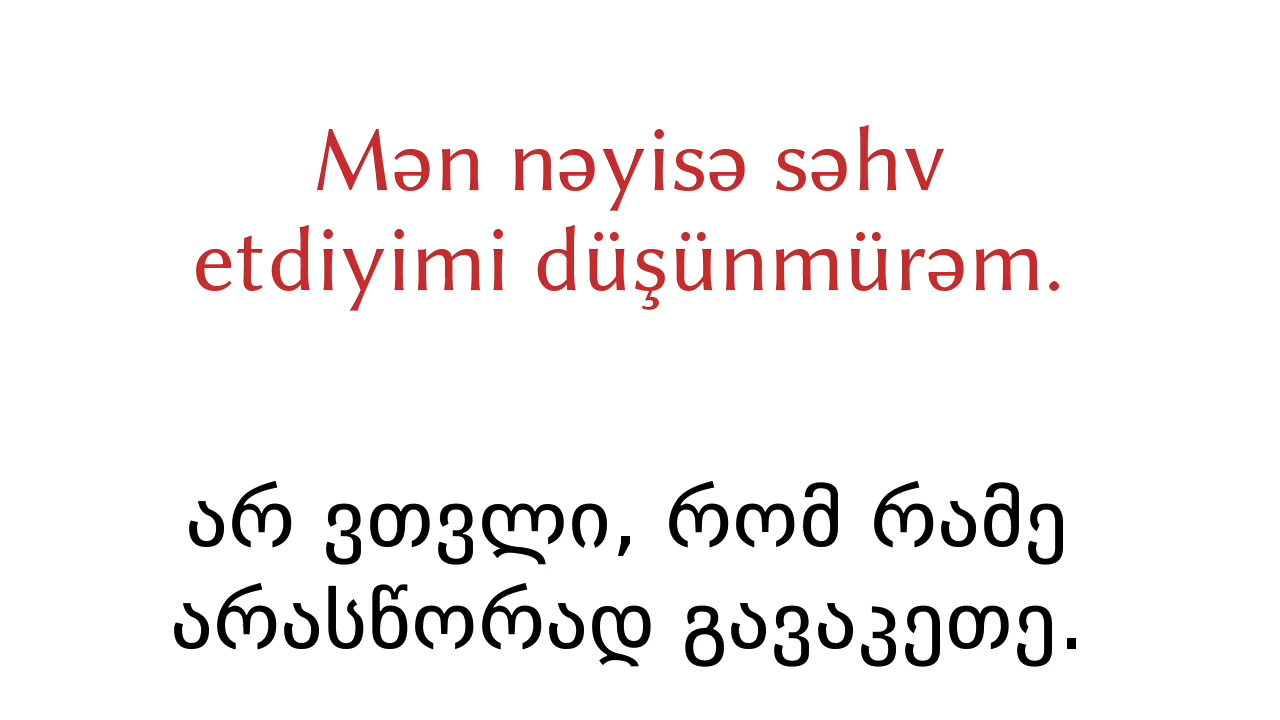 Mən nəyisə səhv
etdiyimi düşünmürəm.
არ ვთვლი, რომ რამე
არასწორად გავაკეთე.